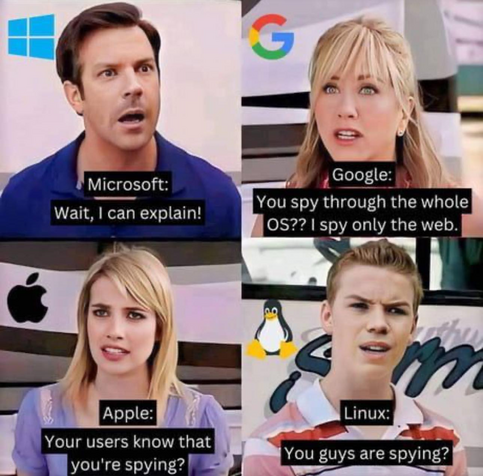 Microsoft:
Wait, I can explain!
Google:
You spy through the whole
OS?? I spy only the web.
Apple:
Your users know that
you're spying?
Linux:
You guys are spying?